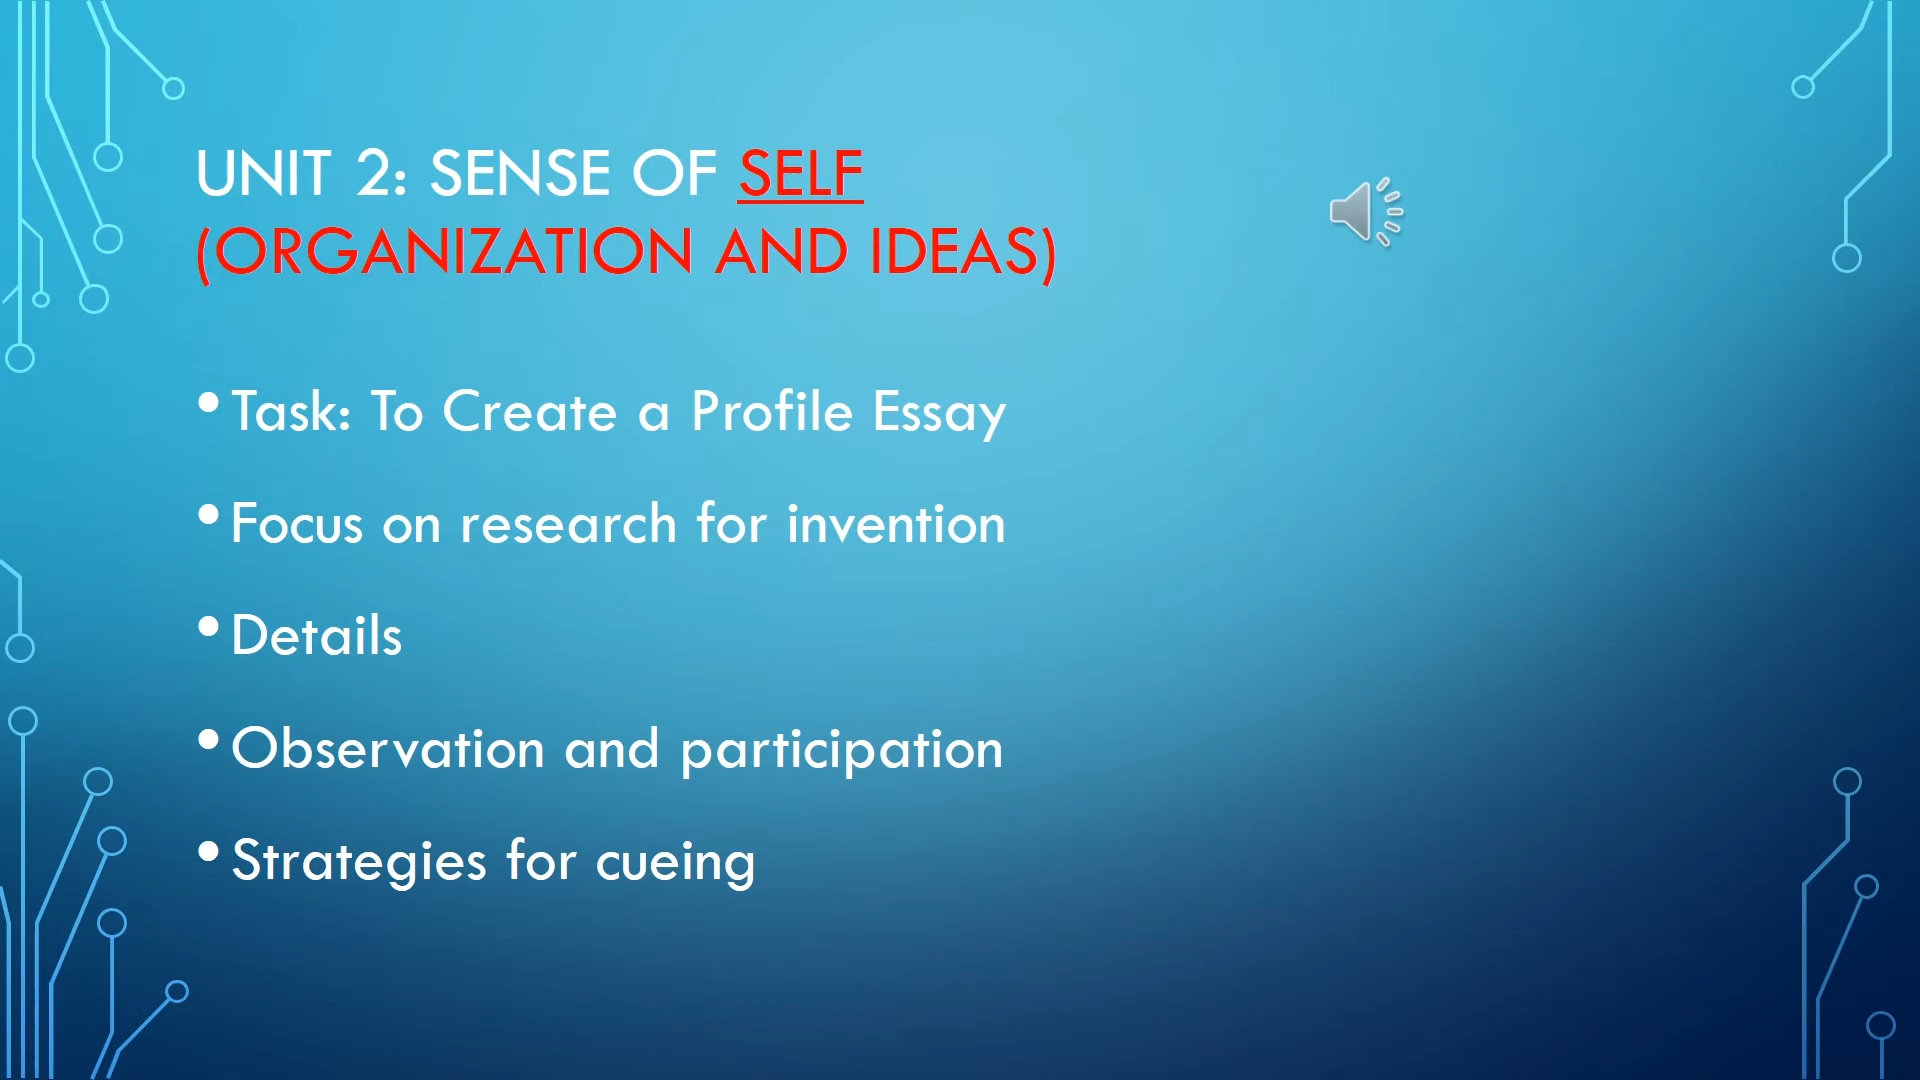 UNIT 2: SENSE OF SELF
(ORGANIZATION AND IDEAS)
• Task: To Create a Profile Essay
• Focus on research for invention
• Details
• Observation and participation
• Strategies for cueing